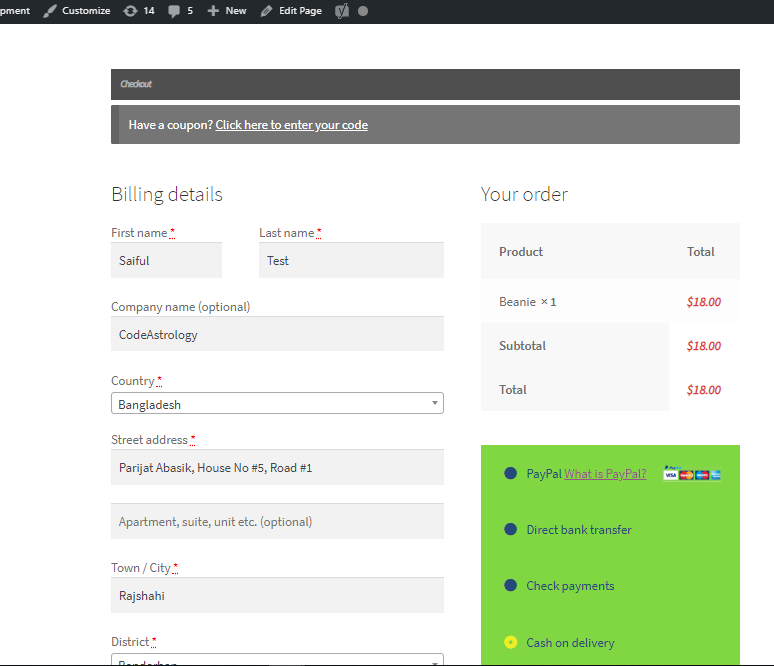 pment Customize 14 5 New Edit Page
Checkout
Have a coupon? Click here to enter your code
Billing details
First name * Last name *
Saiful Test
Company name (optional)
CodeAstrology
Country *
Bangladesh
Street address *
Parijat Abasik, House No #5, Road #1
Apartment, suite, unit etc. (optional)
Town / City *
Rajshahi
District *
Your order
Product Total
Beanie × 1 $18.00
Subtotal $18.00
Total $18.00
PayPal What is PayPal? VISA
Direct bank transfer
Check payments
Cash on delivery